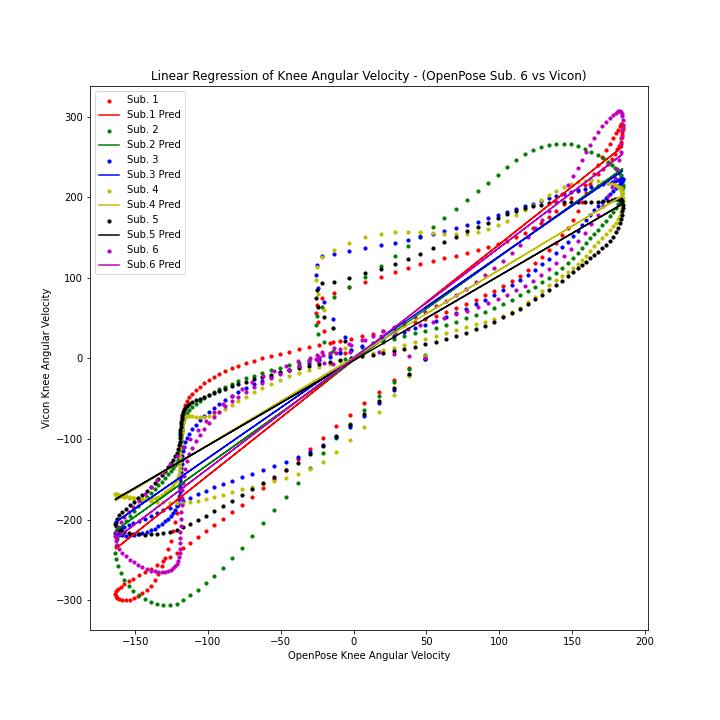 Linear Regression of Knee Angular Velocity - (OpenPose Sub. 6 vs Vicon)
Sub. 1
Sub.1 Pred
Sub. 2
Sub.2 Pred
Sub. 3
Sub.3 Pred
Sub. 4
Sub.4 Pred
Sub. 5
Sub.5 Pred
Sub. 6
Sub.6 Pred
Vicon Knee Angular Velocity
300
200
100
0
−100
−200
−300
−150 −100 −50 0 50 100 150 200
OpenPose Knee Angular Velocity